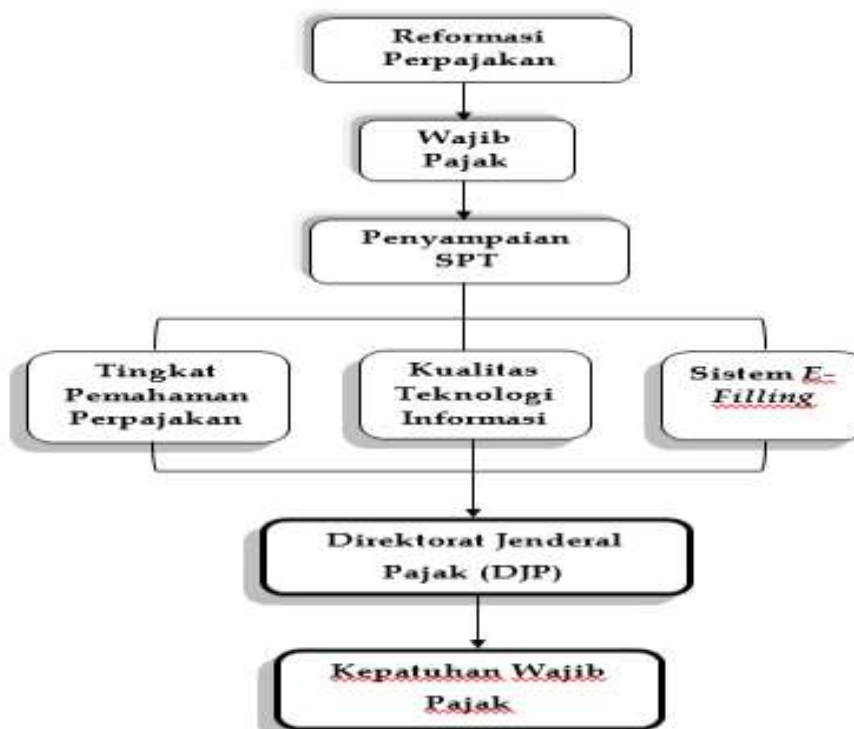 Reformasi
Perpajakan
Wajib
Pajak
Penyampaian
SPT
Tingkat
Pemahaman
Perpajakan
Kualitas
Teknologi
Informasi
Sistem E-
Filling
Direktorat Jenderal
Pajak (DJP)
Kepatuhan Wajib
Pajak